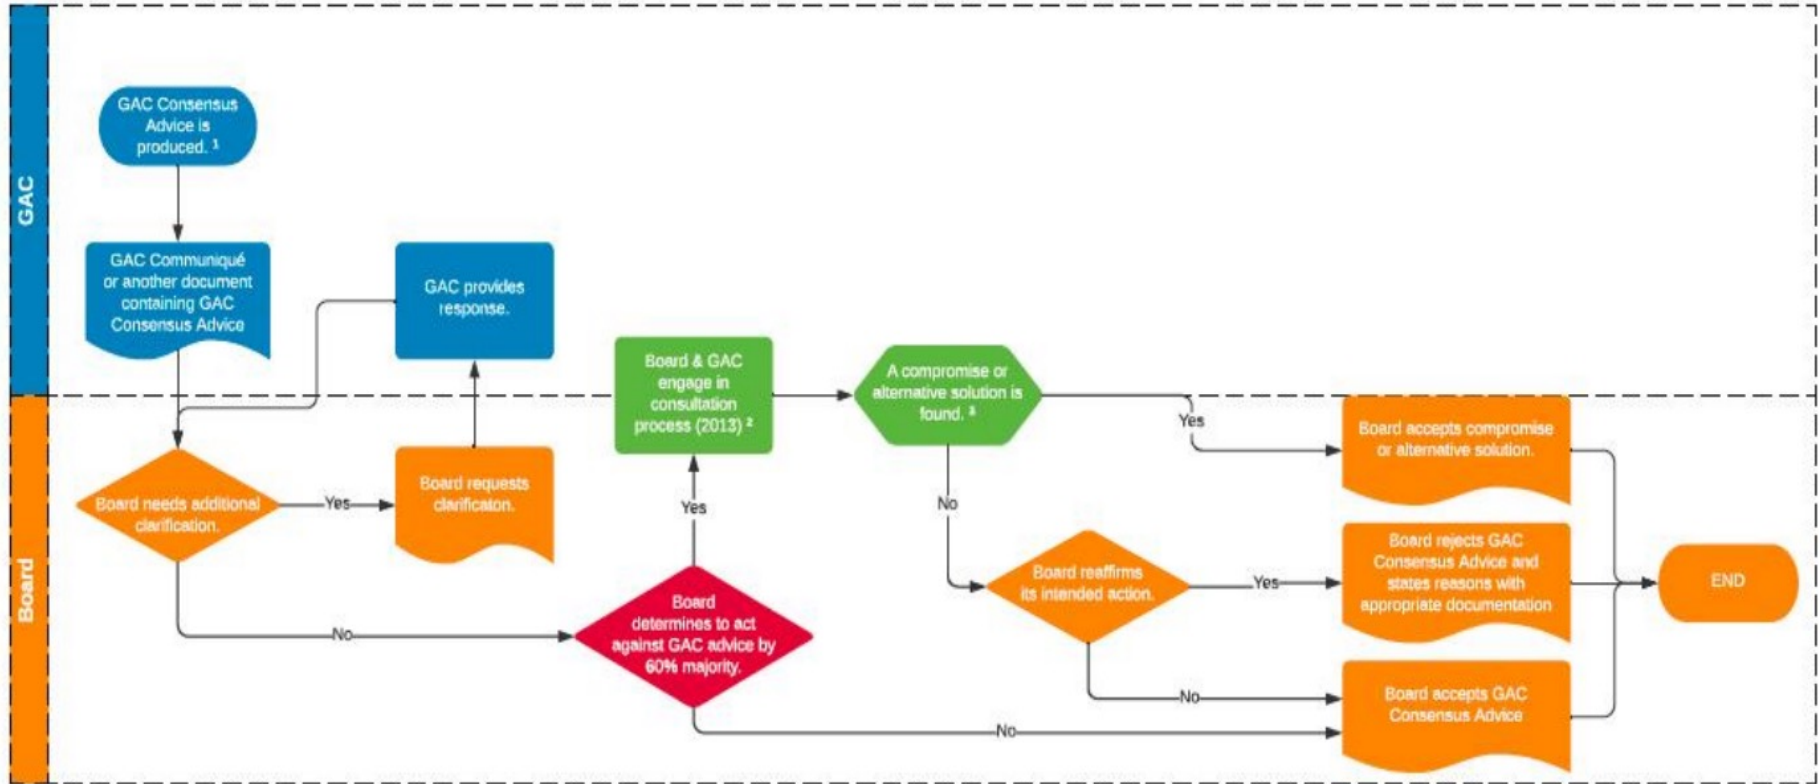 GAC
GAC Consensus
Advice is
produced. ¹
GAC Communiqué
or another document
containing GAC
Consensus Advice
GAC provides
response.
Board & GAC
engage in
consultation
process (2013) ²
A compromise or
alternative solution is
found. ³
Yes
Board accepts compromise
or alternative solution.
Board
Board needs additional
clarification.
Yes
Board requests
clarificaton.
Yes
No
Board reaffirms
its intended action.
Yes
Board rejects GAC
Consensus Advice and
states reasons with
appropriate documentation
END
No
Board
determines to act
against GAC advice by
60% majority.
No
Board accepts GAC
Consensus Advice
No